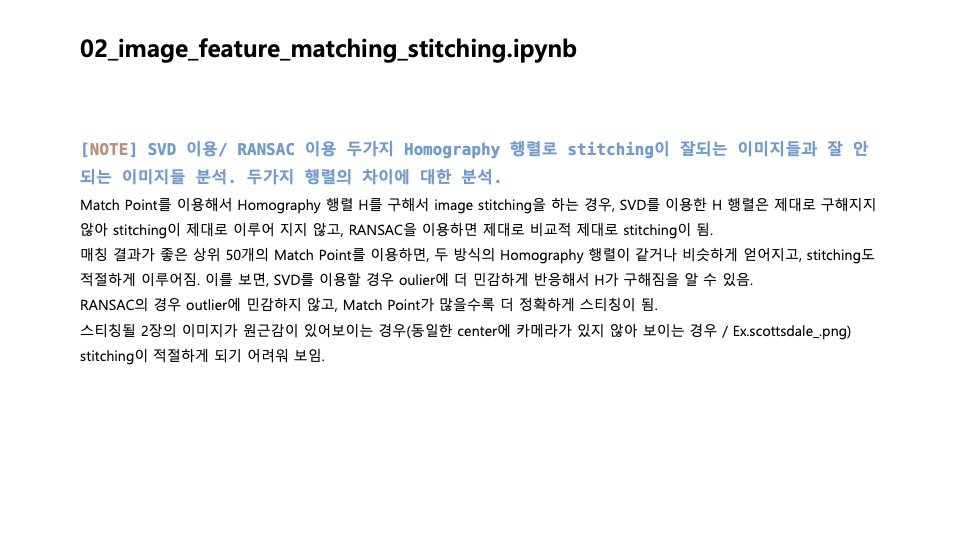 02_image_feature_matching_stitching.ipynb
[NOTE] SVD 이용/ RANSAC 이용 두가지 Homography 행렬로 stitching이 잘되는 이미지들과 잘 안
되는 이미지들 분석. 두가지 행렬의 차이에 대한 분석.
Match Point를 이용해서 Homography 행렬 H를 구해서 image stitching을 하는 경우, SVD를 이용한 H 행렬은 제대로 구해지지
않아 stitching이 제대로 이루어 지지 않고, RANSAC을 이용하면 제대로 비교적 제대로 stitching이 됨.
매칭 결과가 좋은 상위 50개의 Match Point를 이용하면, 두 방식의 Homography 행렬이 같거나 비슷하게 얻어지고, stitching도
적절하게 이루어짐. 이를 보면, SVD를 이용할 경우 oulier에 더 민감하게 반응해서 H가 구해짐을 알 수 있음.
RANSAC의 경우 outlier에 민감하지 않고, Match Point가 많을수록 더 정확하게 스티칭이 됨.
스티칭될 2장의 이미지가 원근감이 있어보이는 경우(동일한 center에 카메라가 있지 않아 보이는 경우 / Ex.scottsdale_.png)
stitching이 적절하게 되기 어려워 보임.